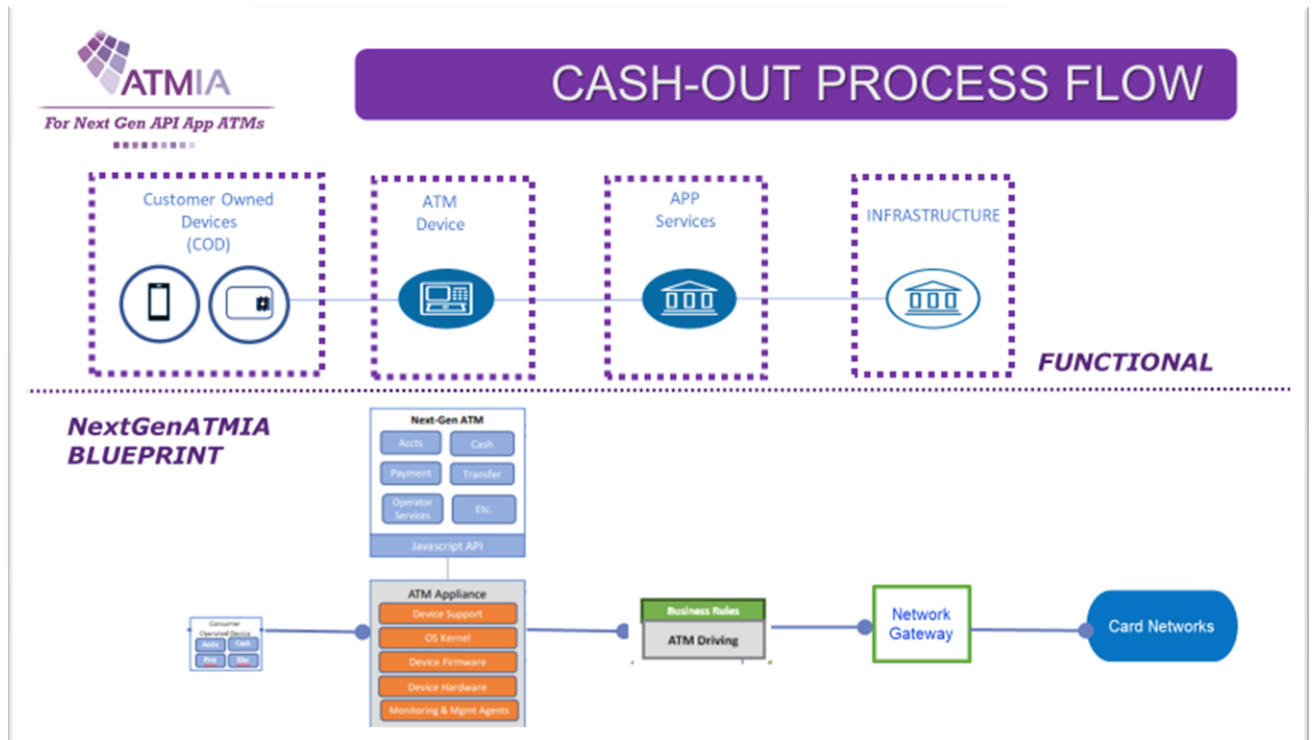 ATMIA
For Next Gen API App ATMs
CASH-OUT PROCESS FLOW
Customer Owned
Devices
(COD)
ATM
Device
APP
Services
INFRASTRUCTURE
FUNCTIONAL
NextGenATMIA
BLUEPRINT
Next-Gen ATM
Accts
Cash
Payment
Transfer
Operator
Services
Etc.
Javascript API
ATM Appliance
Device Support
OS Kernel
Device Firmware
Device Hardware
Monitoring & Mgmt Agents
Consumer
Operated Device
Accts
Cash
Business Rules
ATM Driving
Network
Gateway
Card Networks